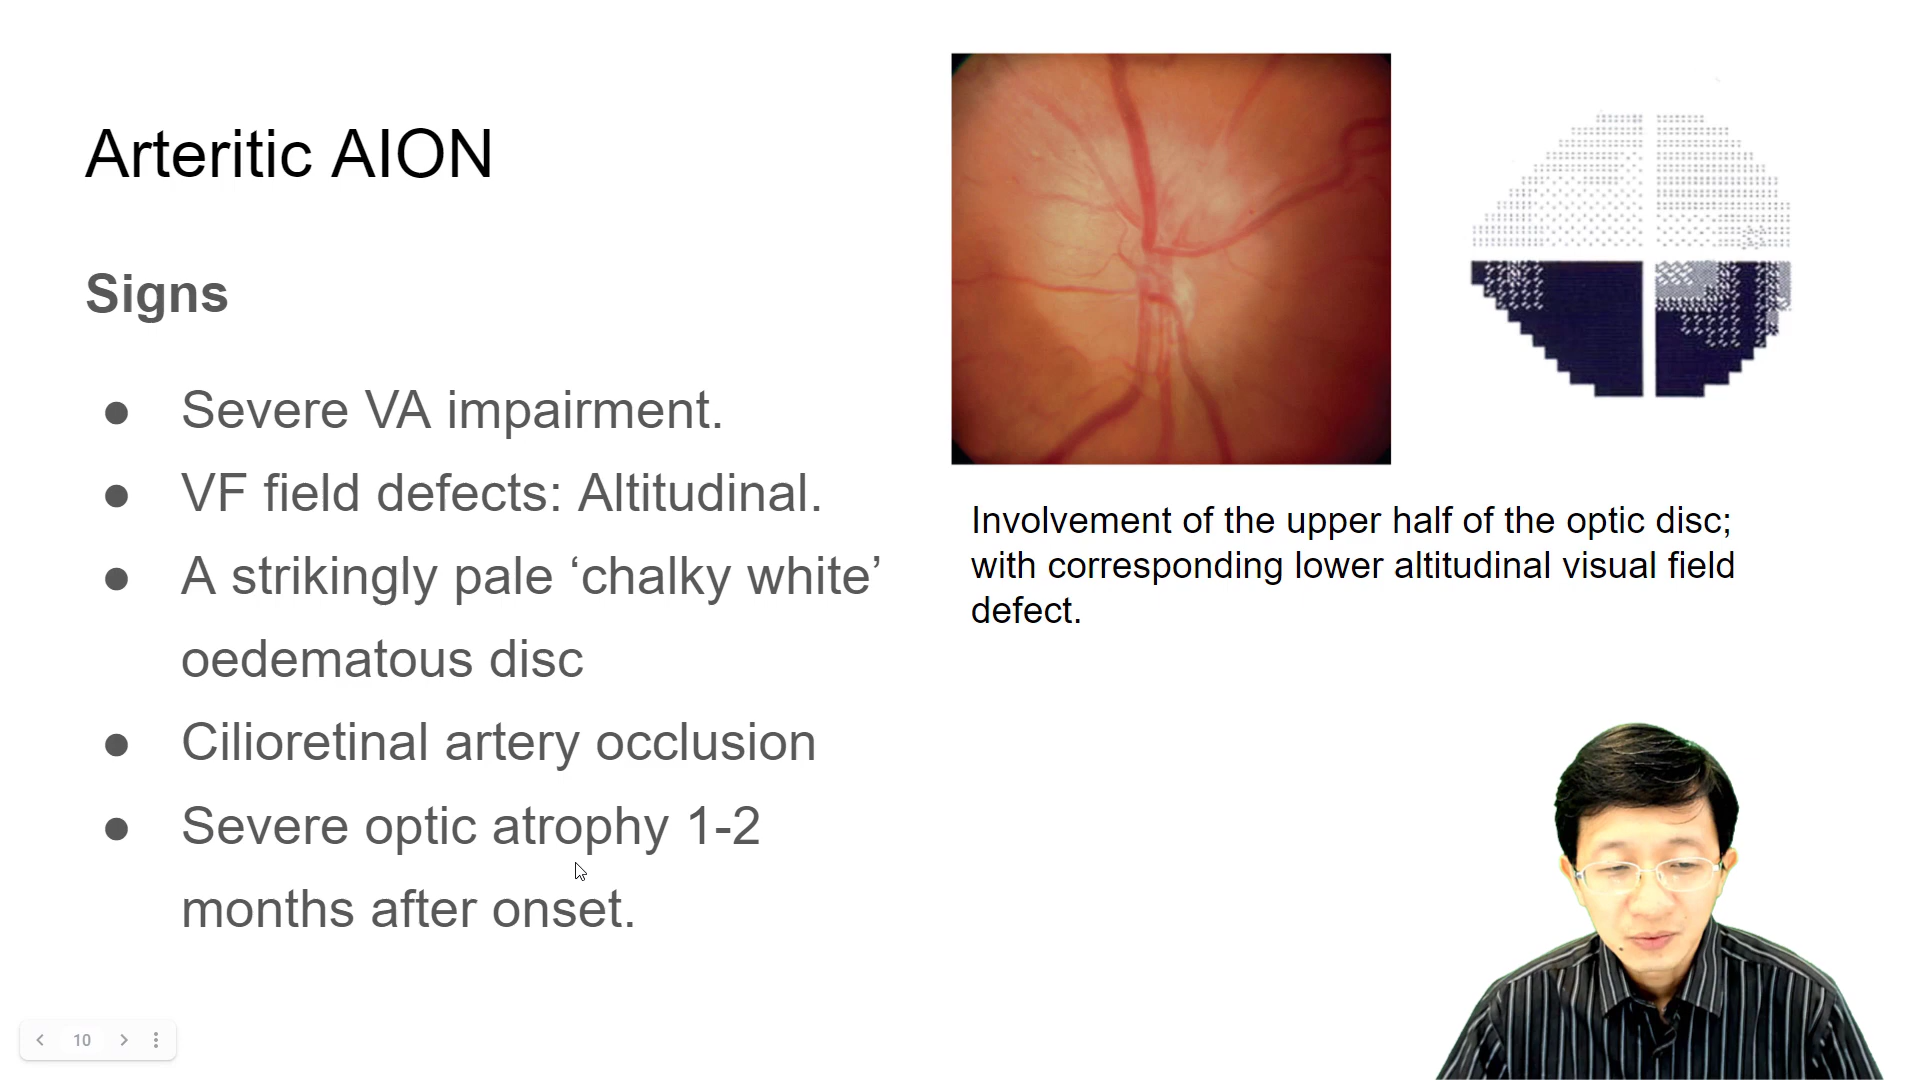 Arteritic AION
Signs
● Severe VA impairment.
● VF field defects: Altitudinal.
● A strikingly pale ‘chalky white’
oedematous disc
● Cilioretinal artery occlusion
● Severe optic atrophy 1-2
months after onset.
Involvement of the upper half of the optic disc;
with corresponding lower altitudinal visual field
defect.
10